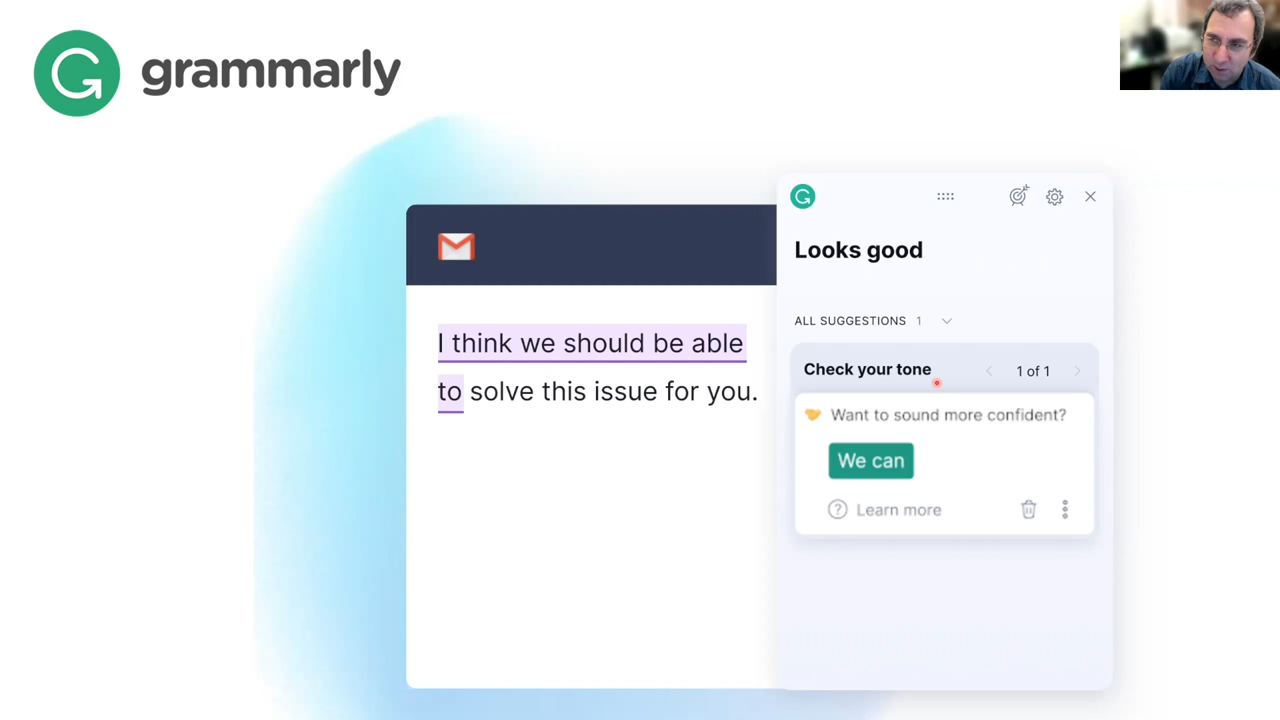 grammarly
Looks good
ALL SUGGESTIONS 1
I think we should be able
to solve this issue for you.
Check your tone
1 of 1
Want to sound more confident?
We can
Learn more